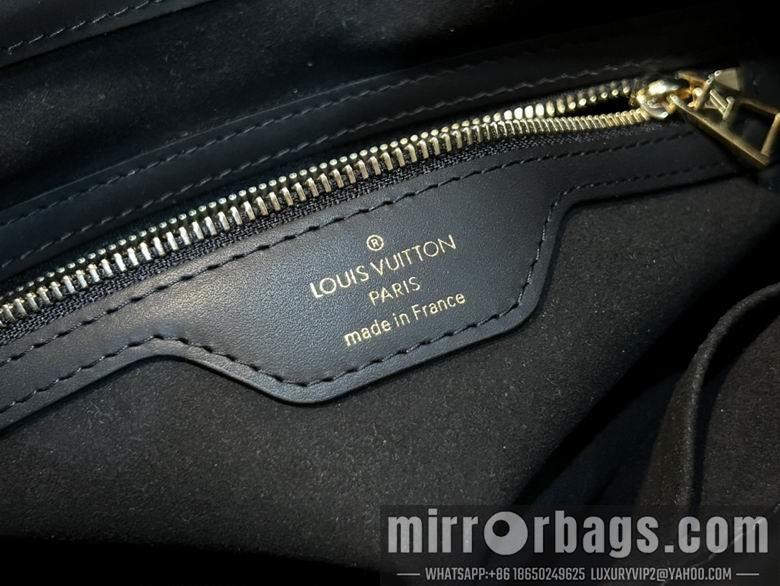 ®
LOUIS VUITTON
PARIS
made in France
mirrorbags.com
WHATSAPP:+86 18650249625 LUXURYVIP2@YAHOO.COM